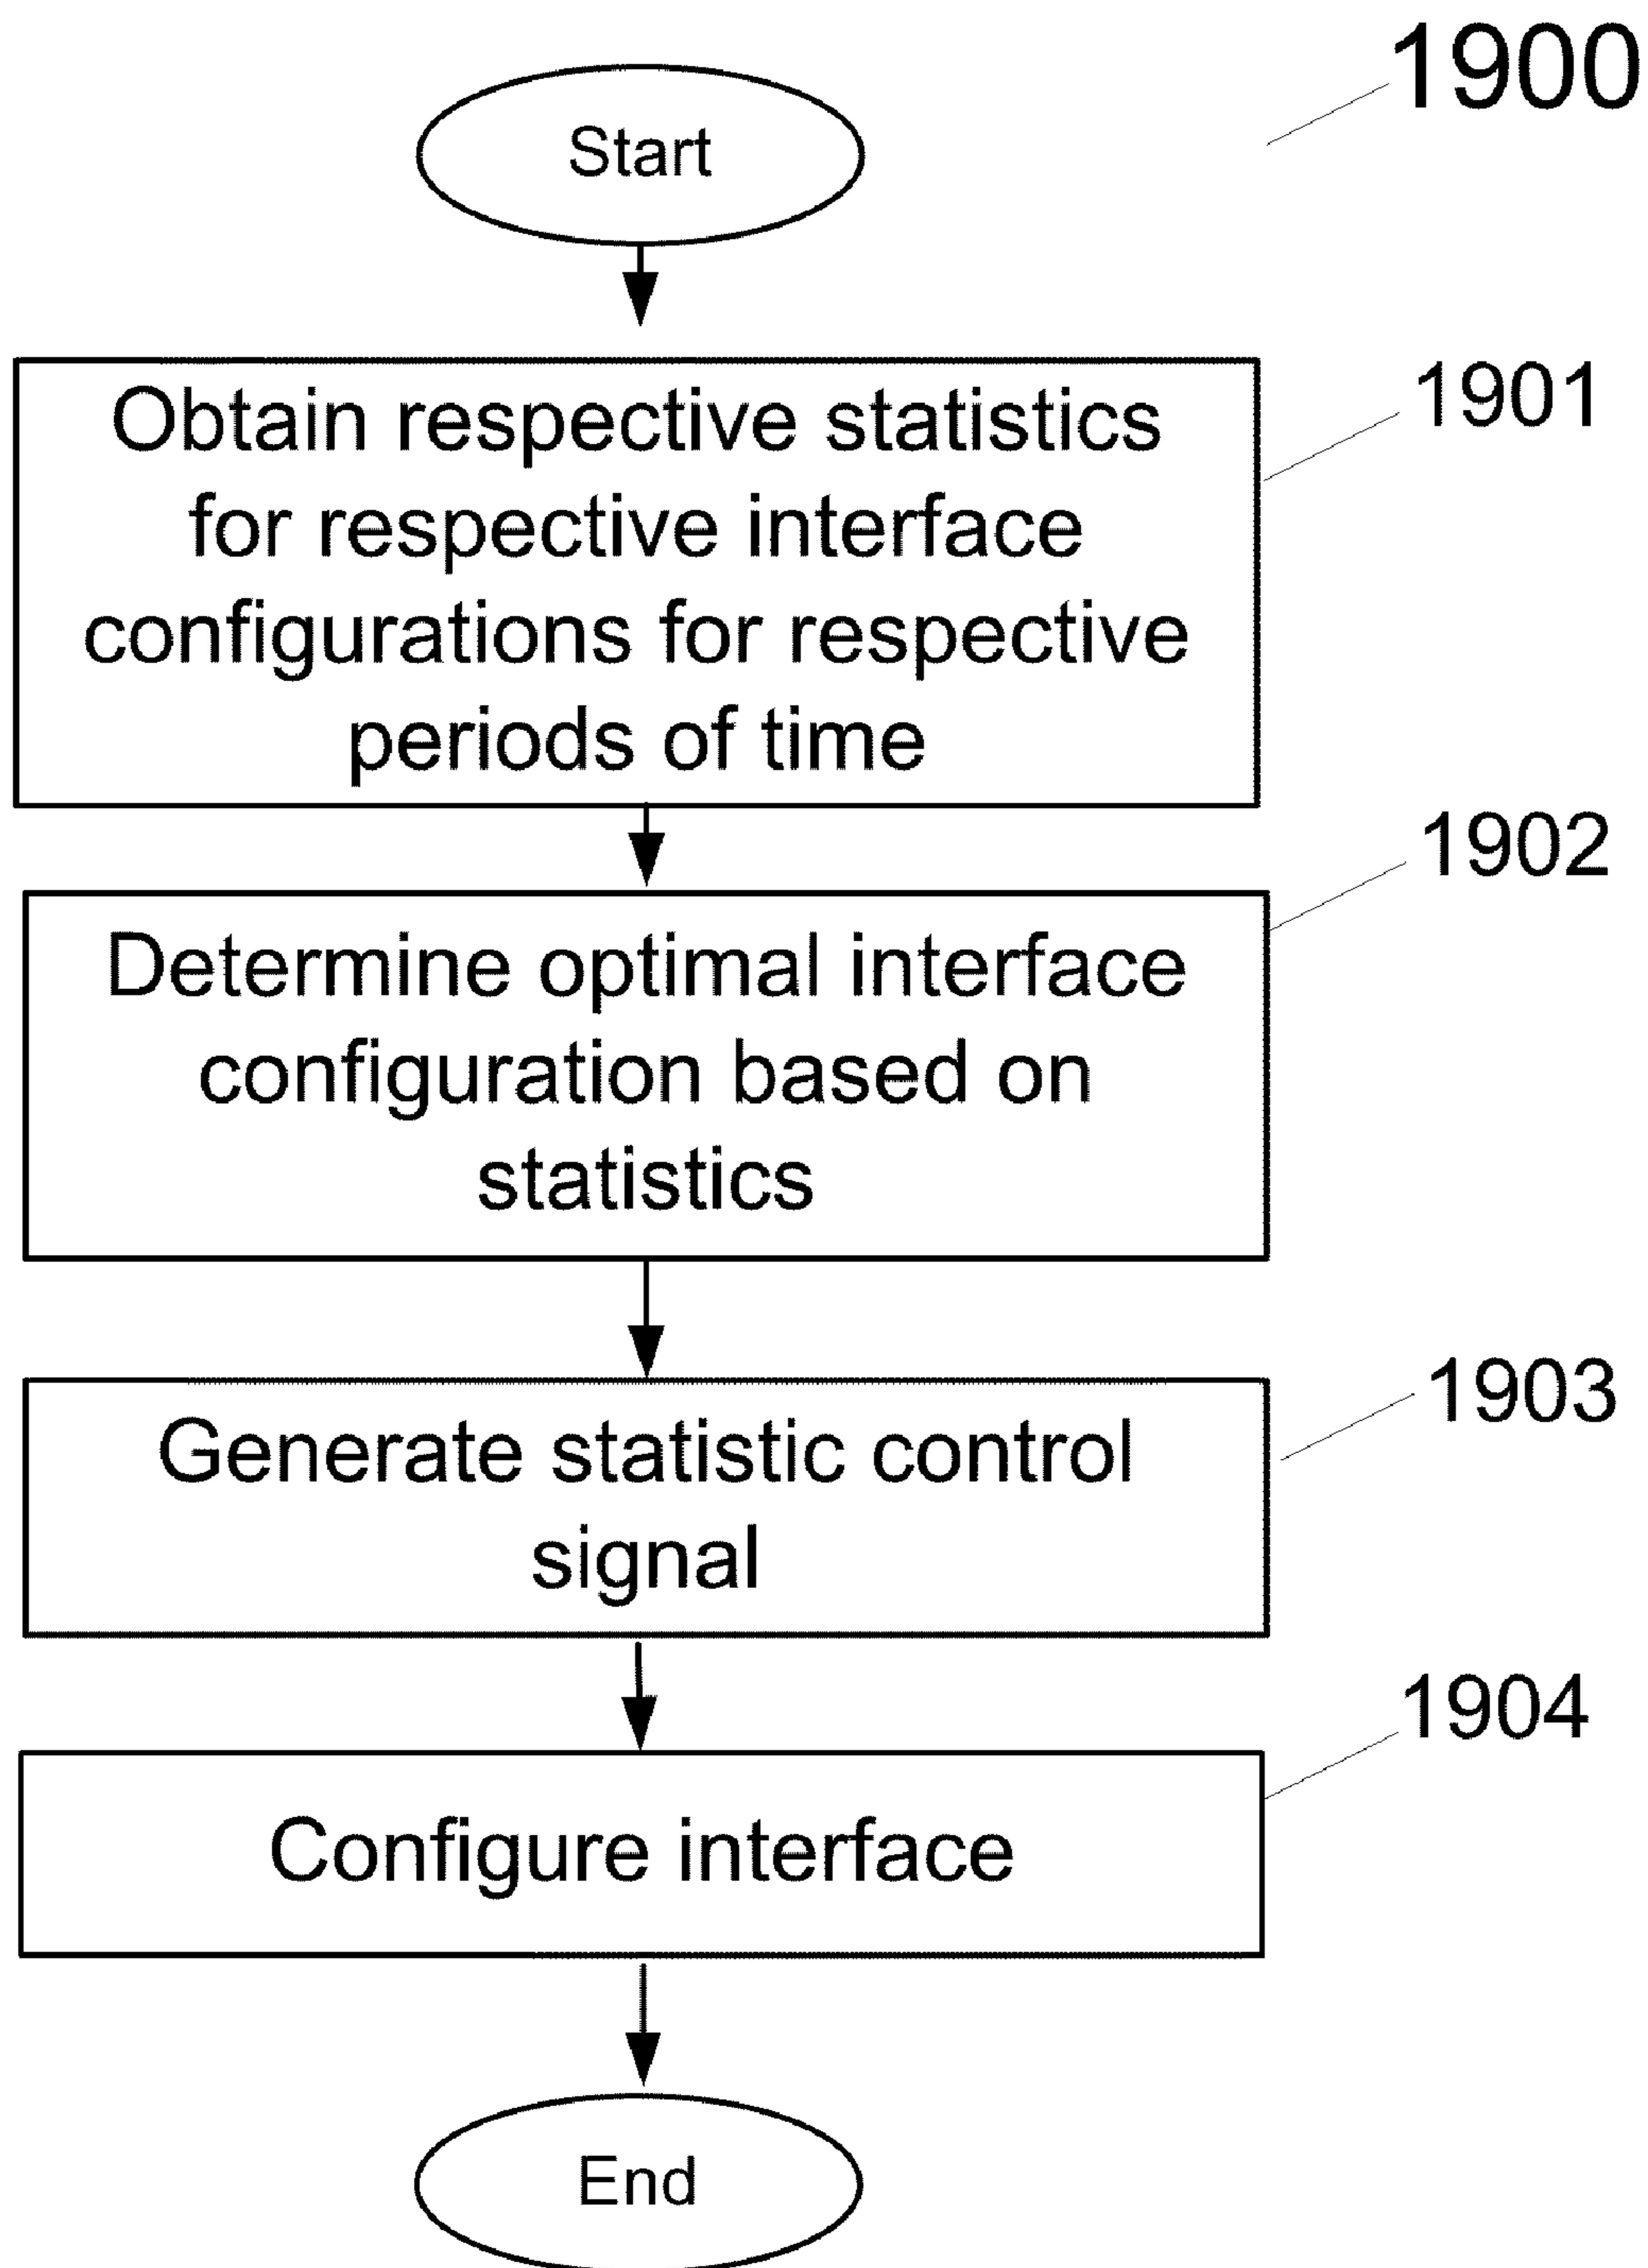 1900
Start
Obtain respective statistics
for respective interface
configurations for respective
periods of time
1901
Determine optimal interface
configuration based on
statistics
1902
Generate statistic control
signal
1903
Configure interface
1904
End